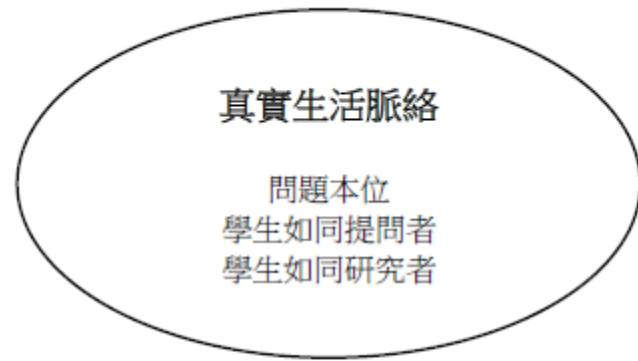 真實生活脈絡
問題本位
學生如同提問者
學生如同研究者